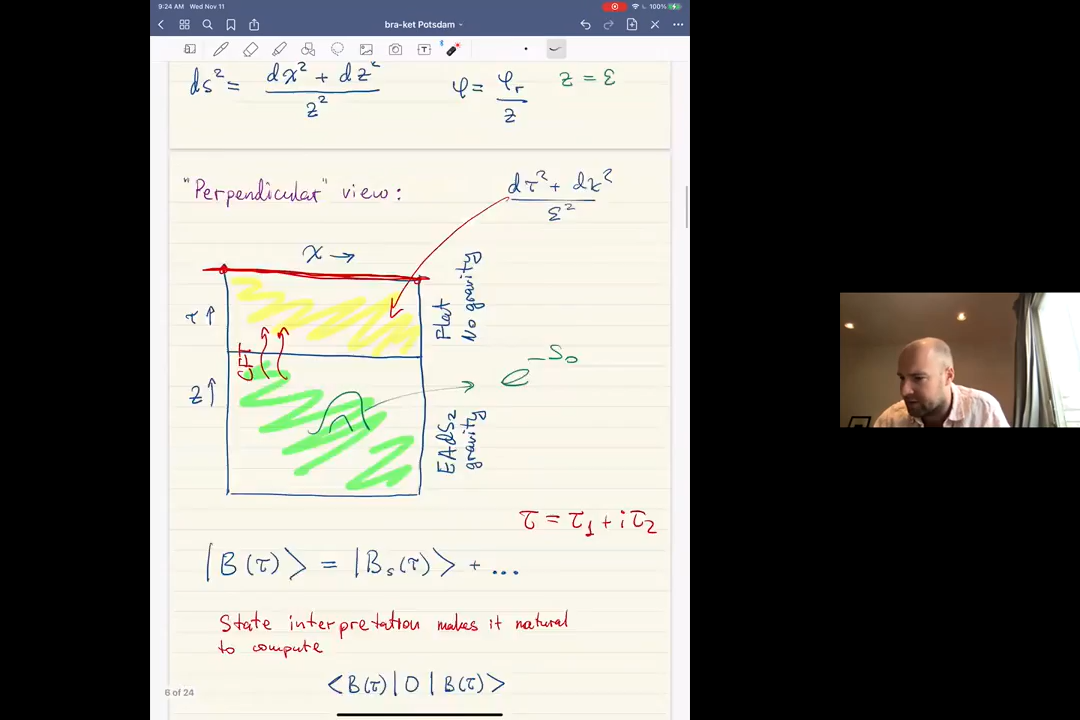 9:24 AM Wed Nov 11
100%
bra-ket Potsdam
ds² = dx² + dz² / z²
φ = φr / z
z = ε
"Perpendicular" view:
dτ² + dx² / ε²
x →
τ ↑
Flat
No gravity
CFT
e^-S₀
z ↑
EAdS₂
gravity
τ = τ₁ + iτ₂
|B(τ)> = |Bₛ(τ)> + ...
State interpretation makes it natural
to compute
<B(τ)|O|B(τ)>
6 of 24